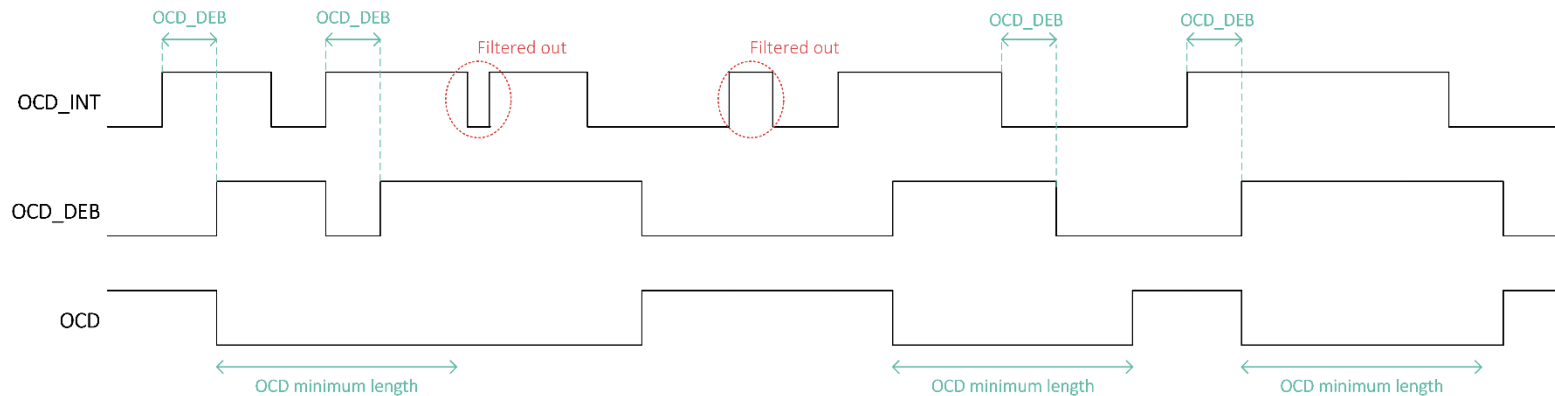 OCD_DEB
OCD_DEB
OCD_DEB
OCD_DEB
Filtered out
Filtered out
OCD_INT
OCD_DEB
OCD
OCD minimum length
OCD minimum length
OCD minimum length